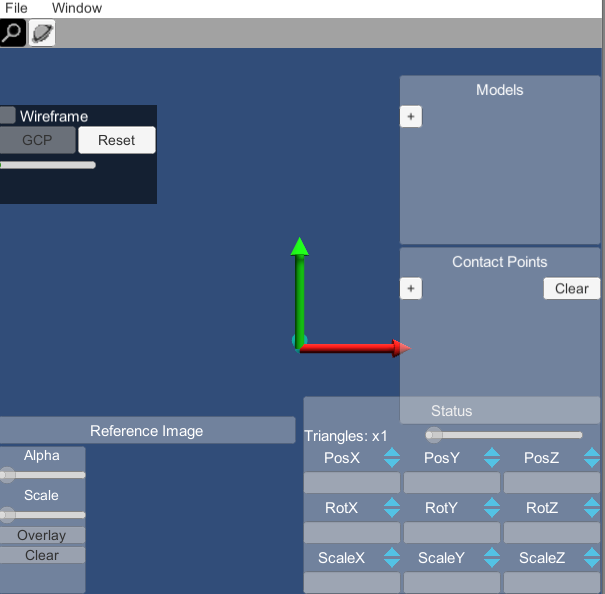 File Window
Models
+
Wireframe
GCP Reset
Contact Points
+ Clear
Status
Reference Image
Triangles: x1
Alpha
PosX PosY PosZ
Scale
RotX RotY RotZ
Overlay
Clear
ScaleX ScaleY ScaleZ